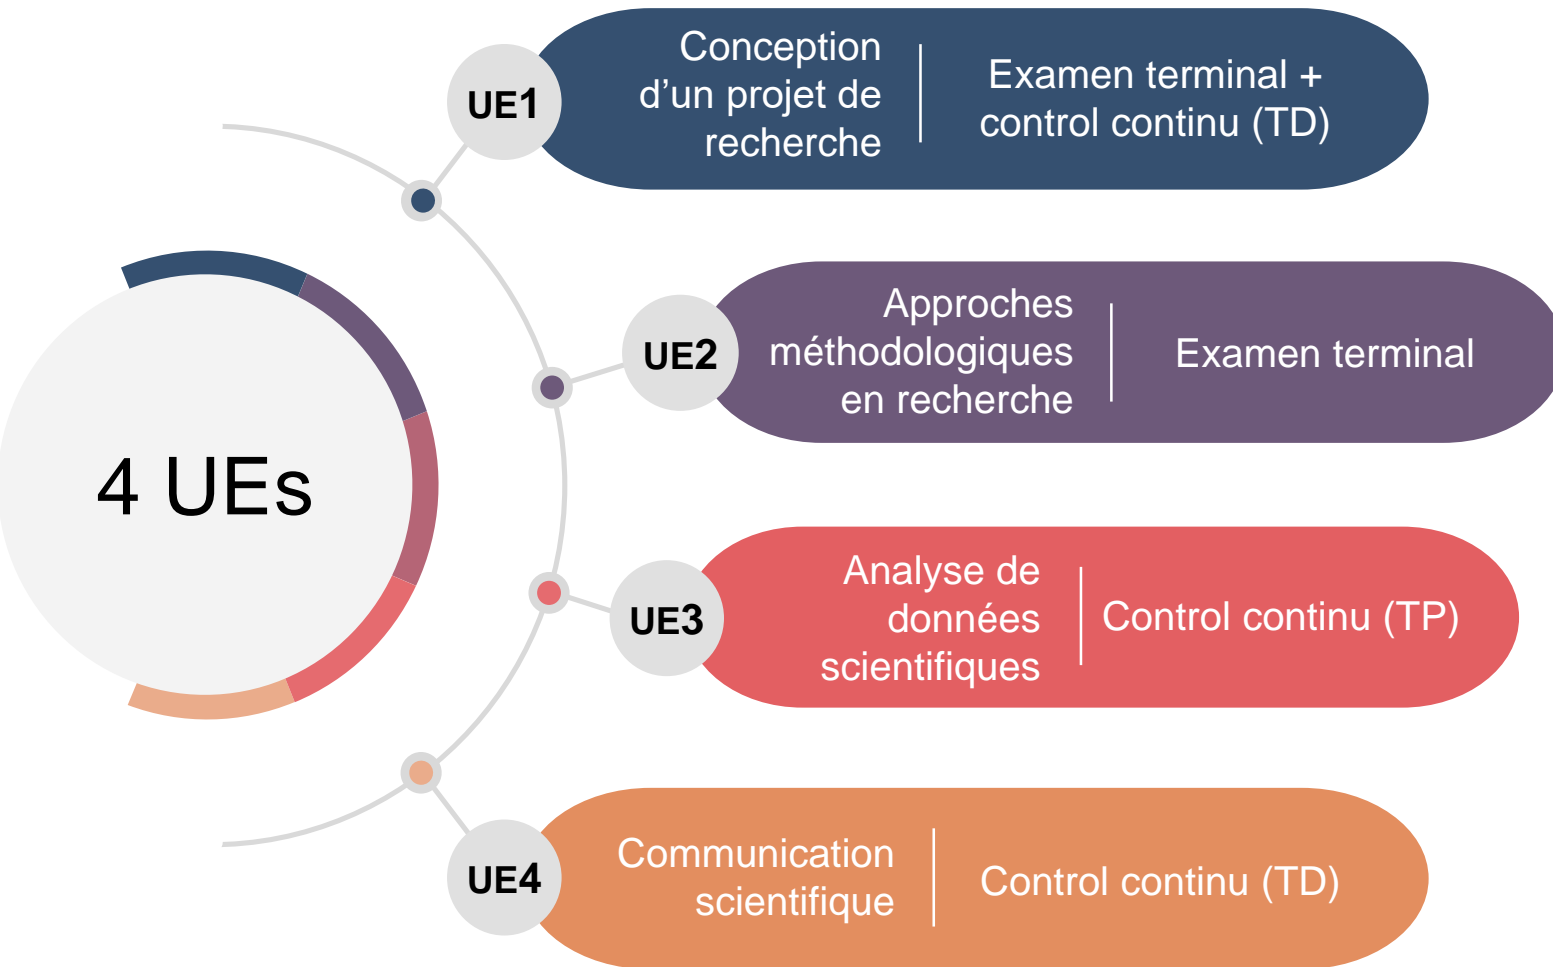 4 UEs
UE1
Conception
d'un projet de
recherche
Examen terminal +
control continu (TD)
UE2
Approches
méthodologiques
en recherche
Examen terminal
UE3
Analyse de
données
scientifiques
Control continu (TP)
UE4
Communication
scientifique
Control continu (TD)